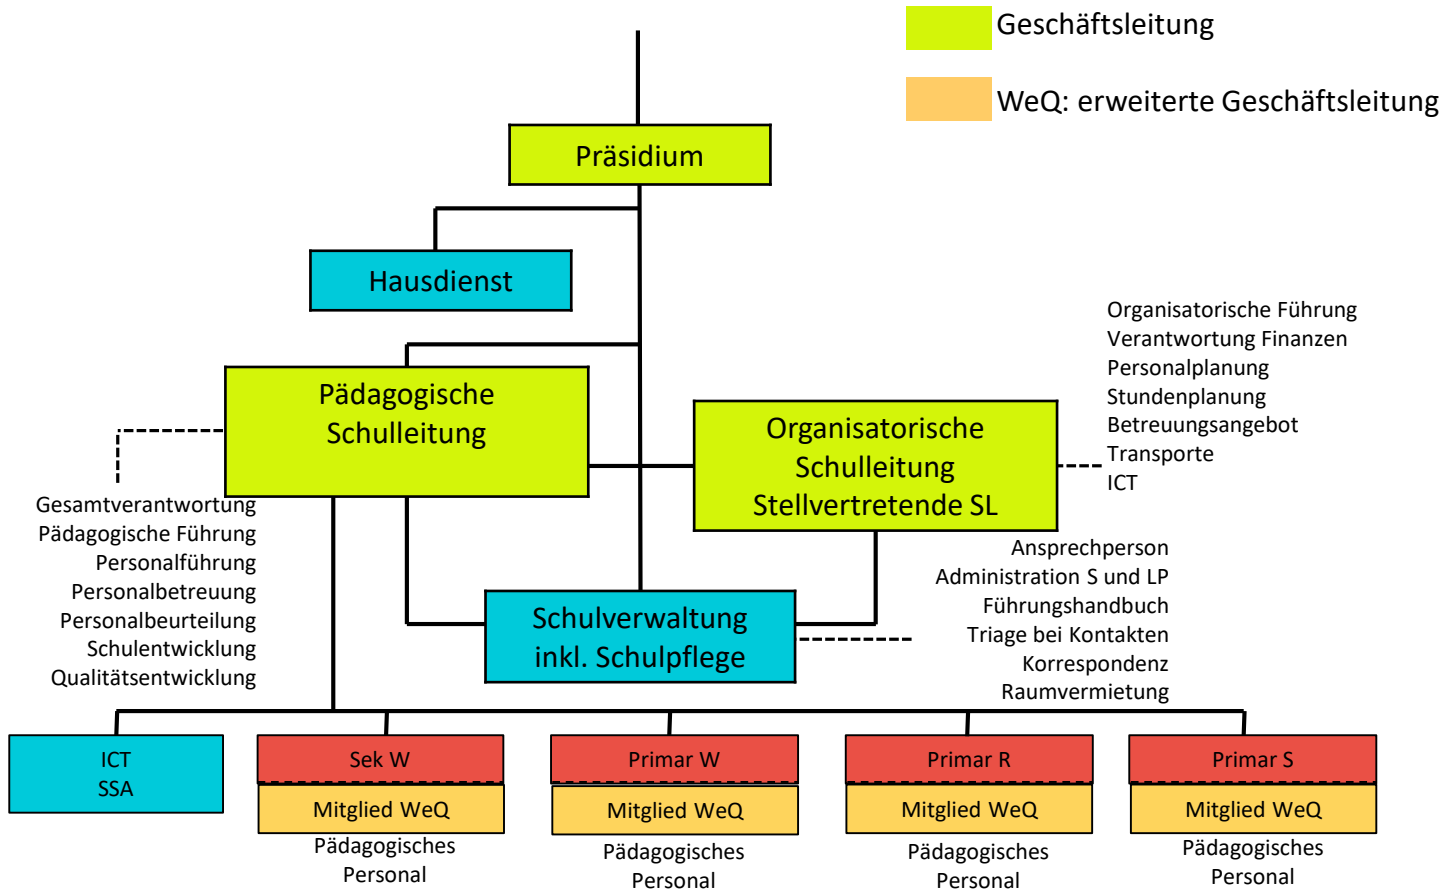 Geschäftsleitung
WeQ: erweiterte Geschäftsleitung
Präsidium
Hausdienst
Pädagogische
Schulleitung
Organisatorische
Schulleitung
Stellvertretende SL
Organisatorische Führung
Verantwortung Finanzen
Personalplanung
Stundenplanung
Betreuungsangebot
Transporte
ICT
Gesamtverantwortung
Pädagogische Führung
Personalführung
Personalbetreuung
Personalbeurteilung
Schulentwicklung
Qualitätsentwicklung
Schulverwaltung
inkl. Schulpflege
Ansprechperson
Administration S und LP
Führungshandbuch
Triage bei Kontakten
Korrespondenz
Raumvermietung
ICT
SSA
Sek W
Mitglied WeQ
Pädagogisches
Personal
Primar W
Mitglied WeQ
Pädagogisches
Personal
Primar R
Mitglied WeQ
Pädagogisches
Personal
Primar S
Mitglied WeQ
Pädagogisches
Personal